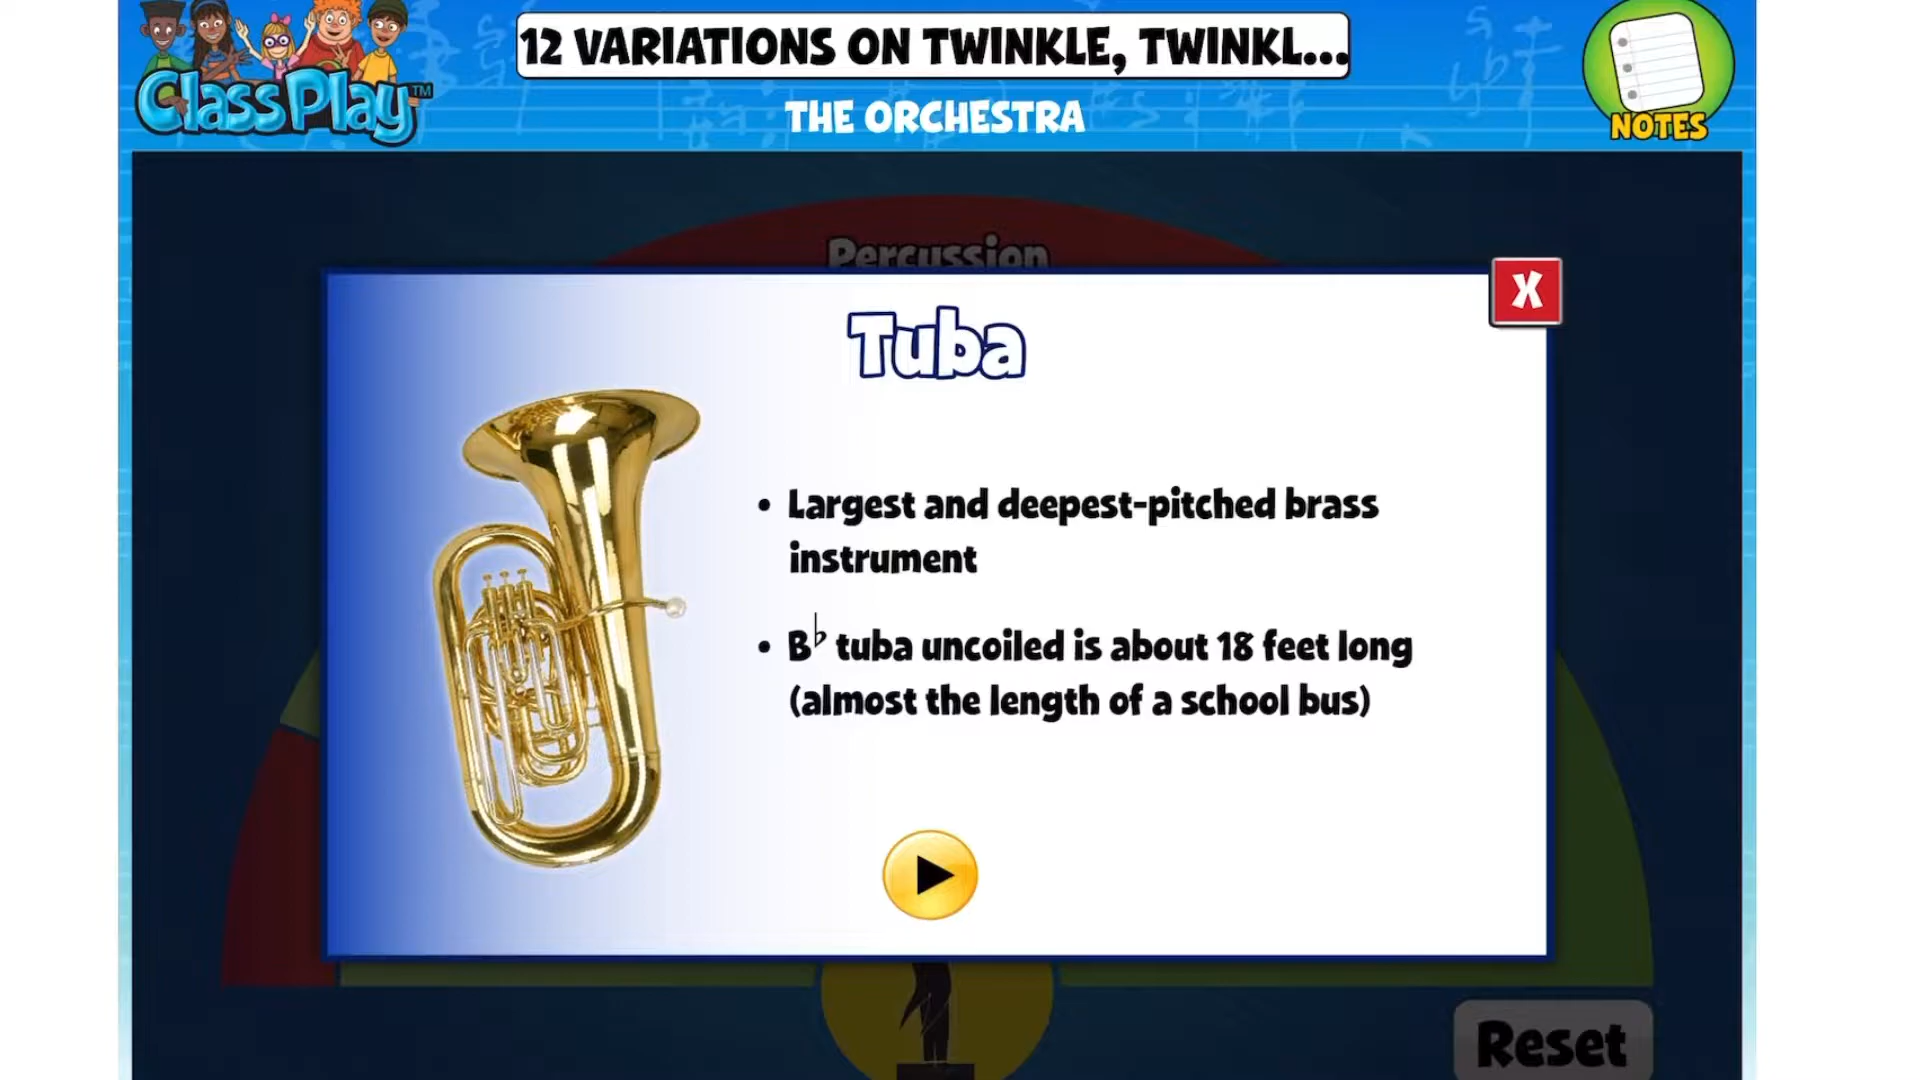 ClassPlay™
12 VARIATIONS ON TWINKLE, TWINKL...
THE ORCHESTRA
NOTES
Percussion
X
Tuba
• Largest and deepest-pitched brass
instrument
• B♭ tuba uncoiled is about 18 feet long
(almost the length of a school bus)
Reset